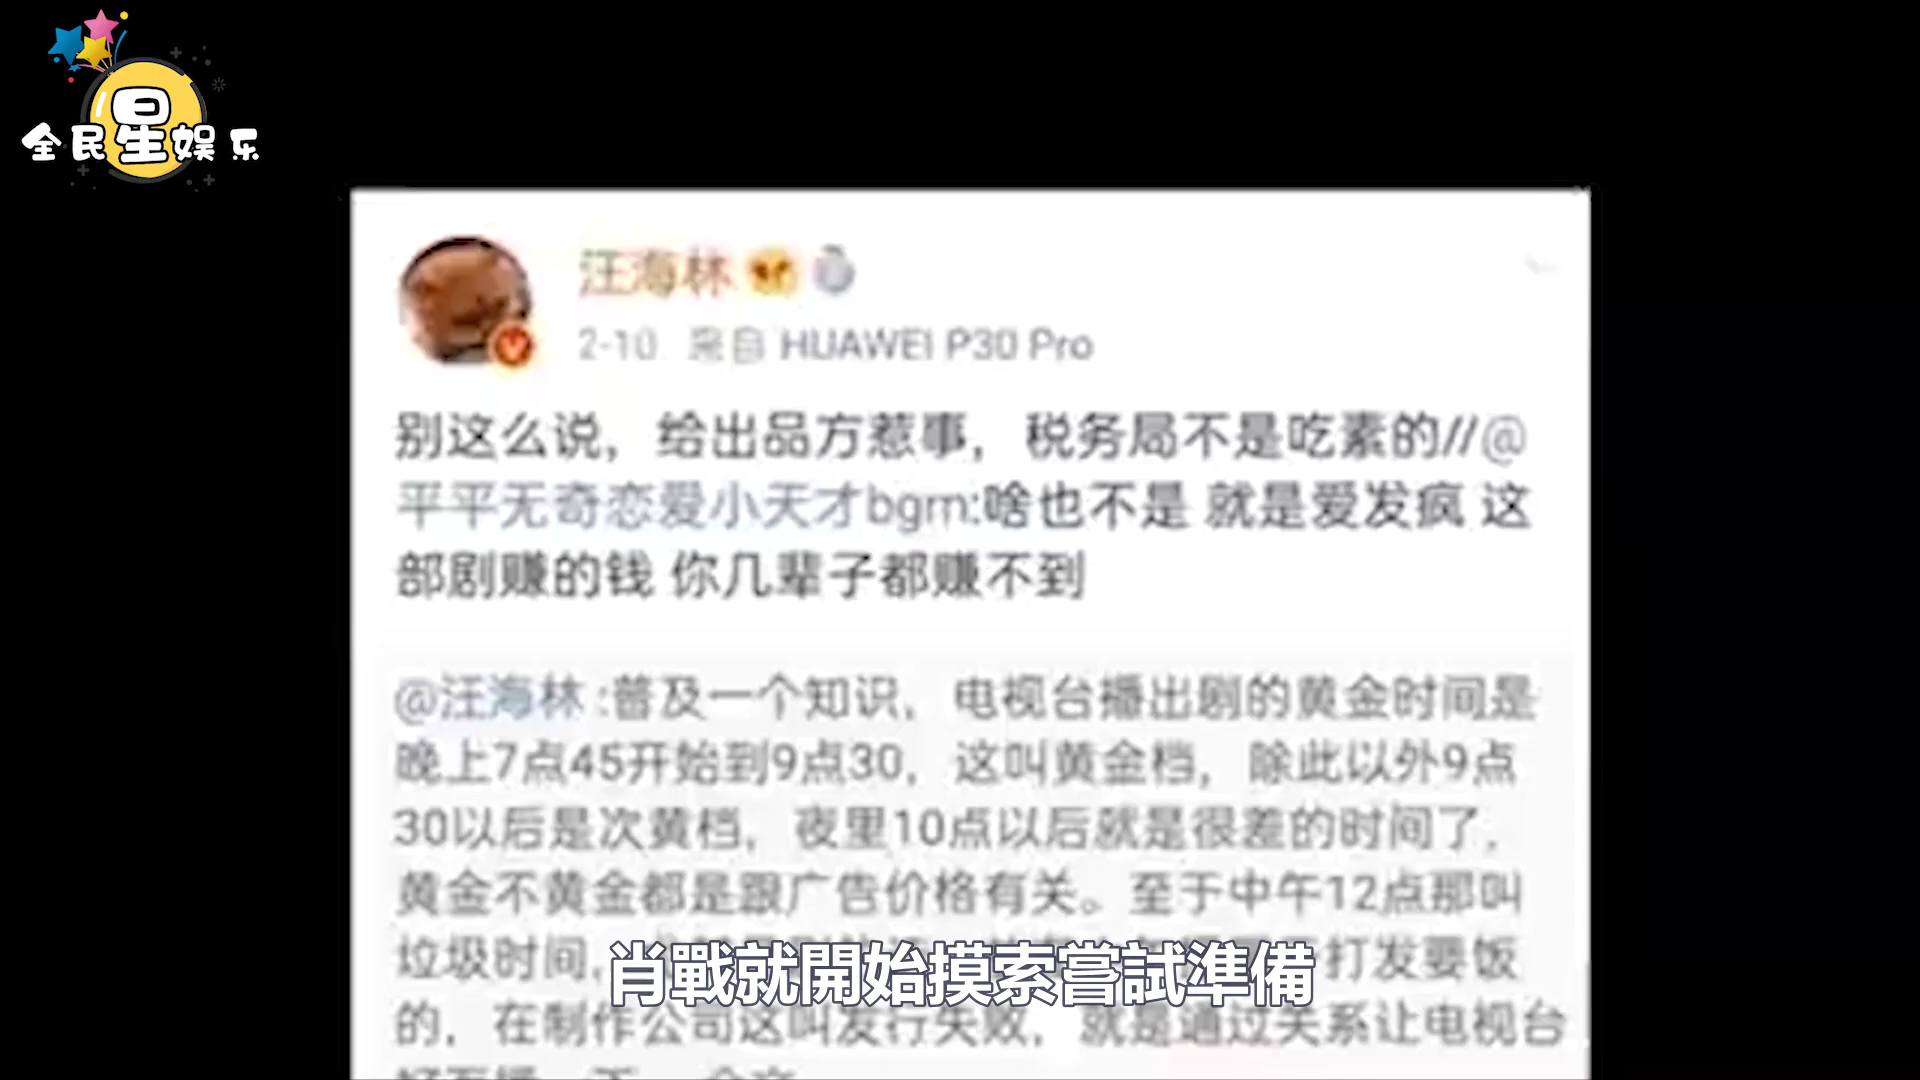 全民星娱乐
汪海林
2-10 来自 HUAWEI P30 Pro
别这么说，给出品方惹事，税务局不是吃素的//@
平平无奇恋爱小天才bgm:啥也不是 就是爱发疯 这
部剧赚的钱 你几辈子都赚不到
@汪海林:普及一个知识，电视台播出剧的黄金时间是
晚上7点45开始到9点30，这叫黄金档，除此以外9点
30以后是次黄档，夜里10点以后就是很差的时间了，
黄金不黄金都是跟广告价格有关。至于中午12点那叫
垃圾时间, 打发要饭
肖戰就開始摸索嘗試準備
的，在制作公司这叫发行失败，就是通过关系让电视台